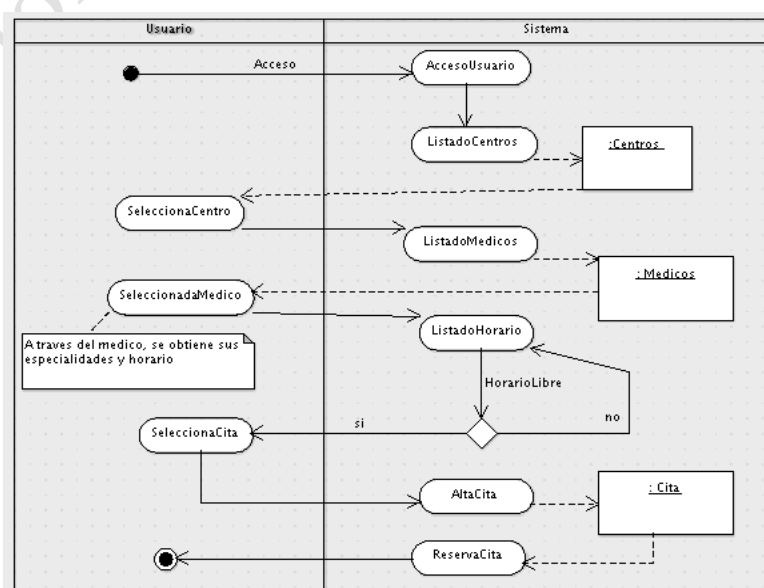 Usuario
Sistema
Acceso
AccesoUsuario
ListadoCentros
:Centros
SeleccionaCentro
ListadoMedicos
: Medicos
SeleccionadaMedico
ListadoHorario
A traves del medico, se obtiene sus
especialidades y horario
HorarioLibre
si
no
SeleccionaCita
AltaCita
: Cita
ReservaCita